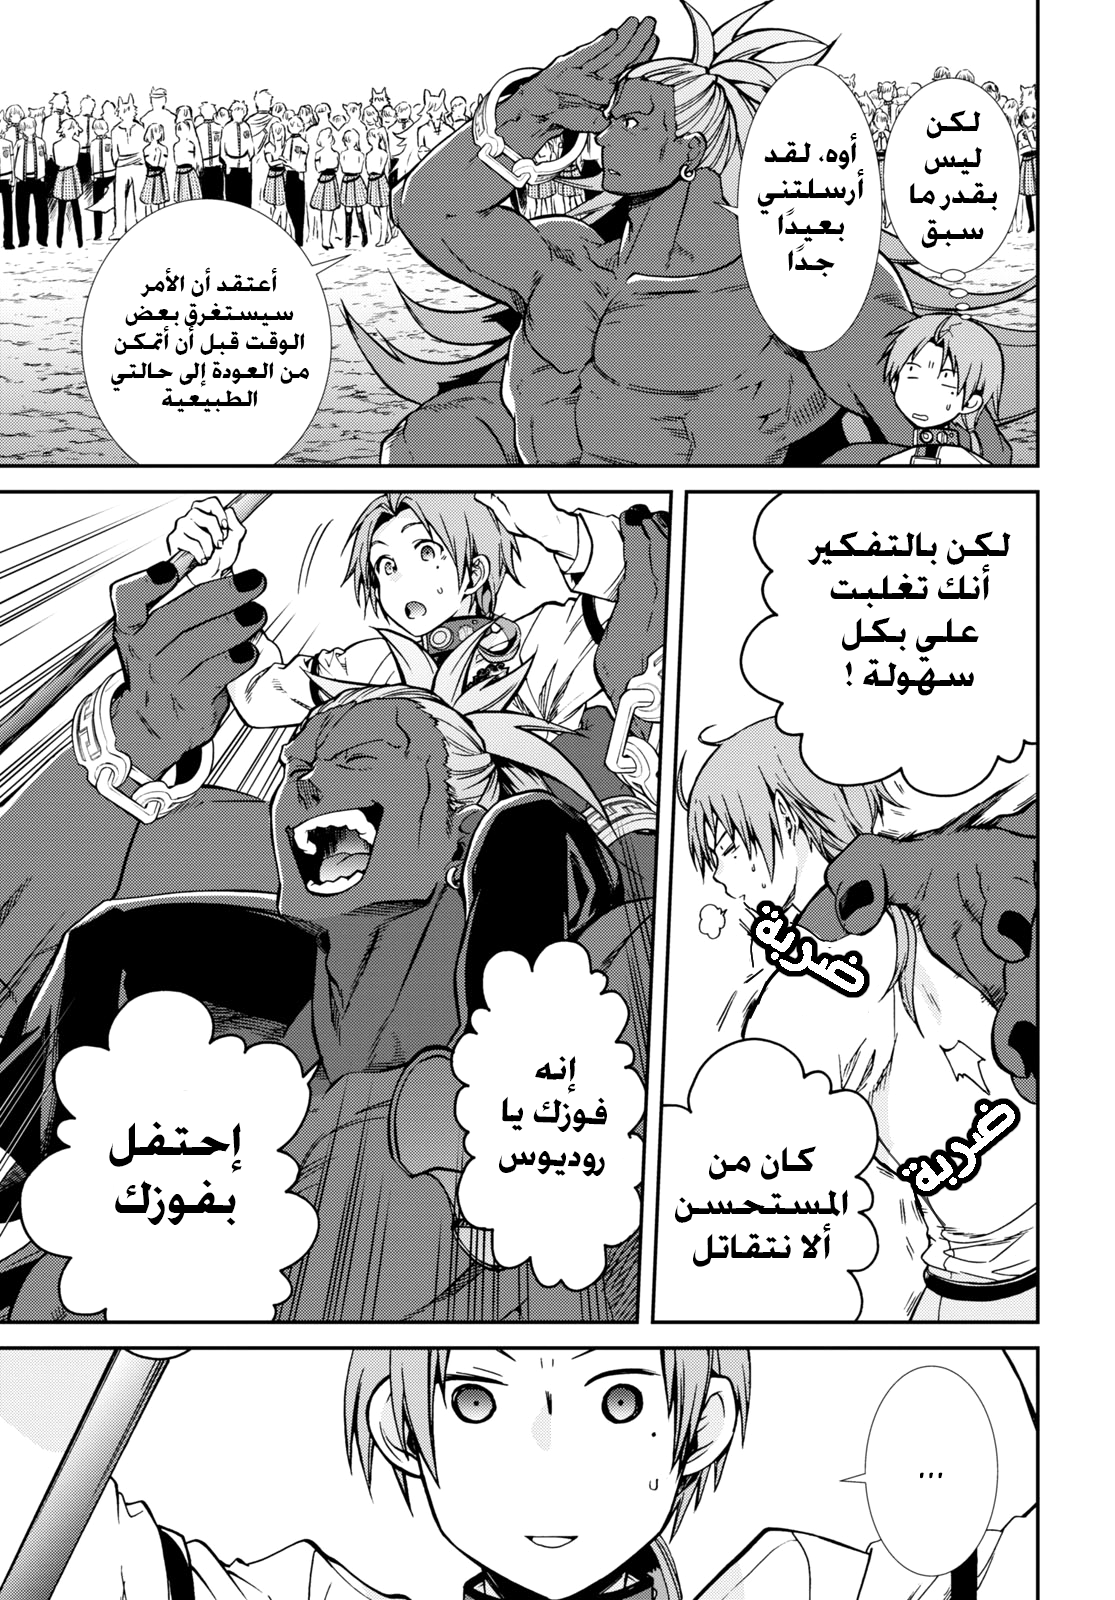 لكن
ليس
بقدر ما
سبق
أوه، لقد
أرسلتني
بعيدًا
جدًا
أعتقد أن الأمر
سيستغرق بعض
الوقت قبل أن أتمكن
من العودة إلى حالتي
الطبيعية
لكن بالتفكير
أنك تغلبت
علي بكل
سهولة !
ضربة
ضربة
كان من
المستحسن
ألا نتقاتل
إنه
فوزك يا
روديوس
إحتفل
بفوزك
...